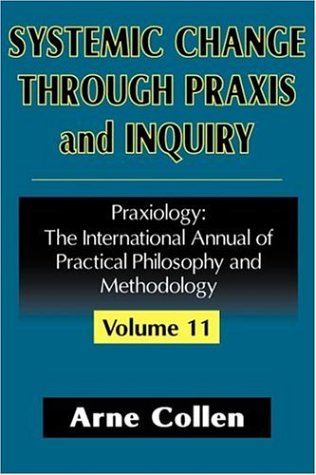 SYSTEMIC CHANGE
THROUGH PRAXIS
and INQUIRY
Praxiology:
The International Annual of
Practical Philosophy and
Methodology
Volume 11
Arne Collen